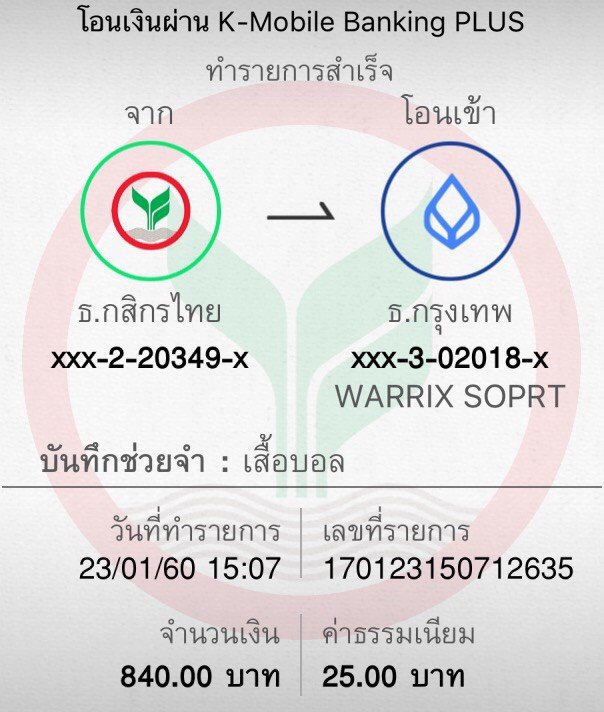 โอนเงินผ่าน K-Mobile Banking PLUS
ทำรายการสำเร็จ
จาก
โอนเข้า
ธ.กสิกรไทย
xxx-2-20349-x
ธ.กรุงเทพ
xxx-3-02018-x
WARRIX SOPRT
บันทึกช่วยจำ : เสื้อบอล
วันที่ทำรายการ
23/01/60 15:07
เลขที่รายการ
170123150712635
จำนวนเงิน
840.00 บาท
ค่าธรรมเนียม
25.00 บาท